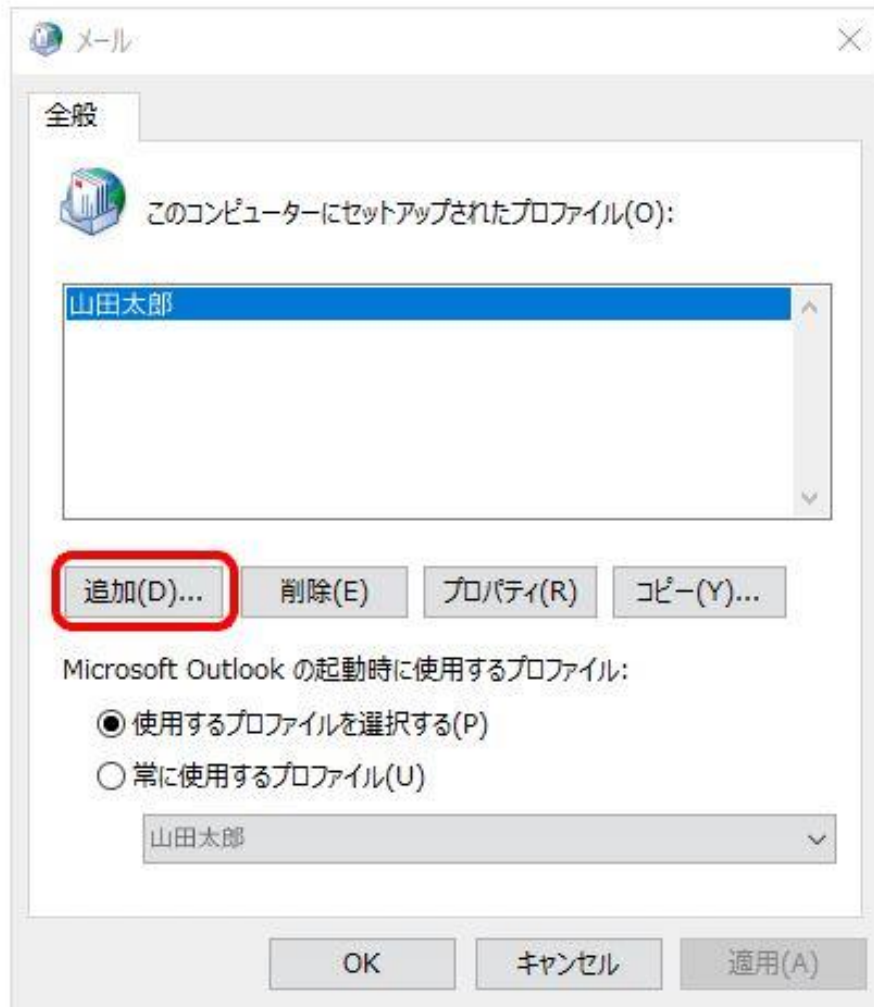 メール
全般
このコンピューターにセットアップされたプロファイル(O):
山田太郎
追加(D)... 削除(E) プロパティ(R) コピー(Y)...
Microsoft Outlook の起動時に使用するプロファイル:
使用するプロファイルを選択する(P)
常に使用するプロファイル(U)
山田太郎
OK キャンセル 適用(A)